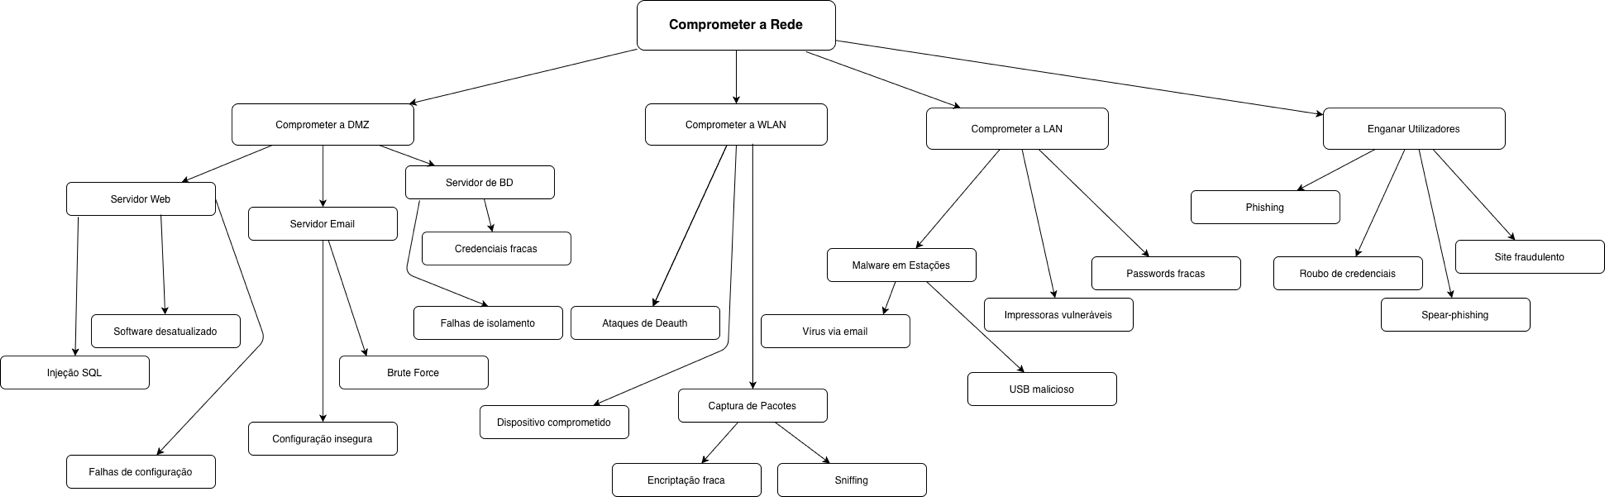 Comprometer a Rede
Comprometer a DMZ
Comprometer a WLAN
Comprometer a LAN
Enganar Utilizadores
Servidor Web
Servidor Email
Servidor de BD
Credenciais fracas
Falhas de isolamento
Software desatualizado
Injeção SQL
Brute Force
Configuração insegura
Falhas de configuração
Ataques de Deauth
Dispositivo comprometido
Captura de Pacotes
Encriptação fraca
Sniffing
Malware em Estações
Vírus via email
USB malicioso
Impressoras vulneráveis
Passwords fracas
Phishing
Roubo de credenciais
Spear-phishing
Site fraudulento